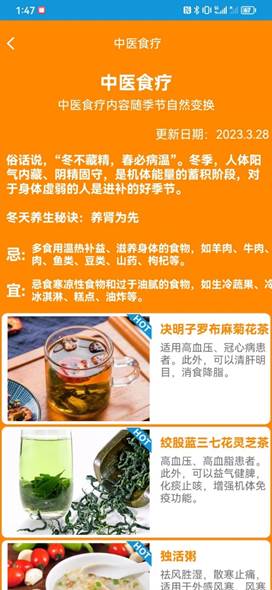 1:47
中医食疗
中医食疗
中医食疗内容随季节自然变换
更新日期：2023.3.28
俗话说，“冬不藏精，春必病温”。冬季，人体阳
气内藏、阴精固守，是机体能量的蓄积阶段，对
于身体虚弱的人是进补的好季节。
冬天养生秘诀：养肾为先
忌:
多食用温热补益、滋养身体的食物，如羊肉、牛肉、
肉、鱼类、豆类、山药、枸杞等。
宜:
忌食寒凉性食物和过于油腻的食物，如生冷蔬果、冷
冰淇淋、糕点、油炸等。
HOT
决明子罗布麻菊花茶
适用高血压、冠心病患
者。此外，可以清肝明
目，消食降脂。
HOT
绞股蓝三七花灵芝茶
高血压、高血脂患者。
此外，可以益气健脾，
化痰止咳，增强机体免
疫功能。
HOT
独活粥
祛风胜湿，散寒止痛，
适用于外感风寒、风寒